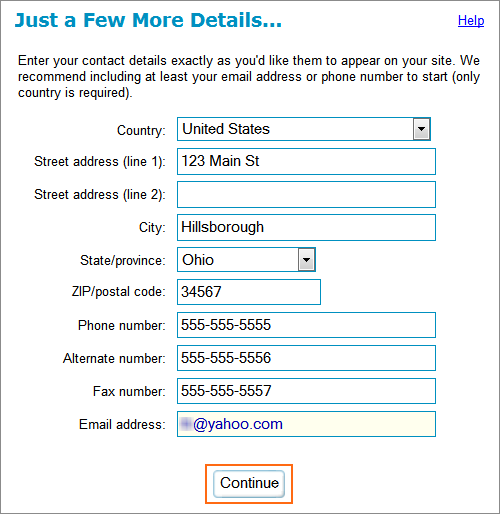 Just a Few More Details...
Help
Enter your contact details exactly as you'd like them to appear on your site. We
recommend including at least your email address or phone number to start (only
country is required).
Country: United States
Street address (line 1): 123 Main St
Street address (line 2):
City: Hillsborough
State/province: Ohio
ZIP/postal code: 34567
Phone number: 555-555-5555
Alternate number: 555-555-5556
Fax number: 555-555-5557
Email address: @yahoo.com
Continue